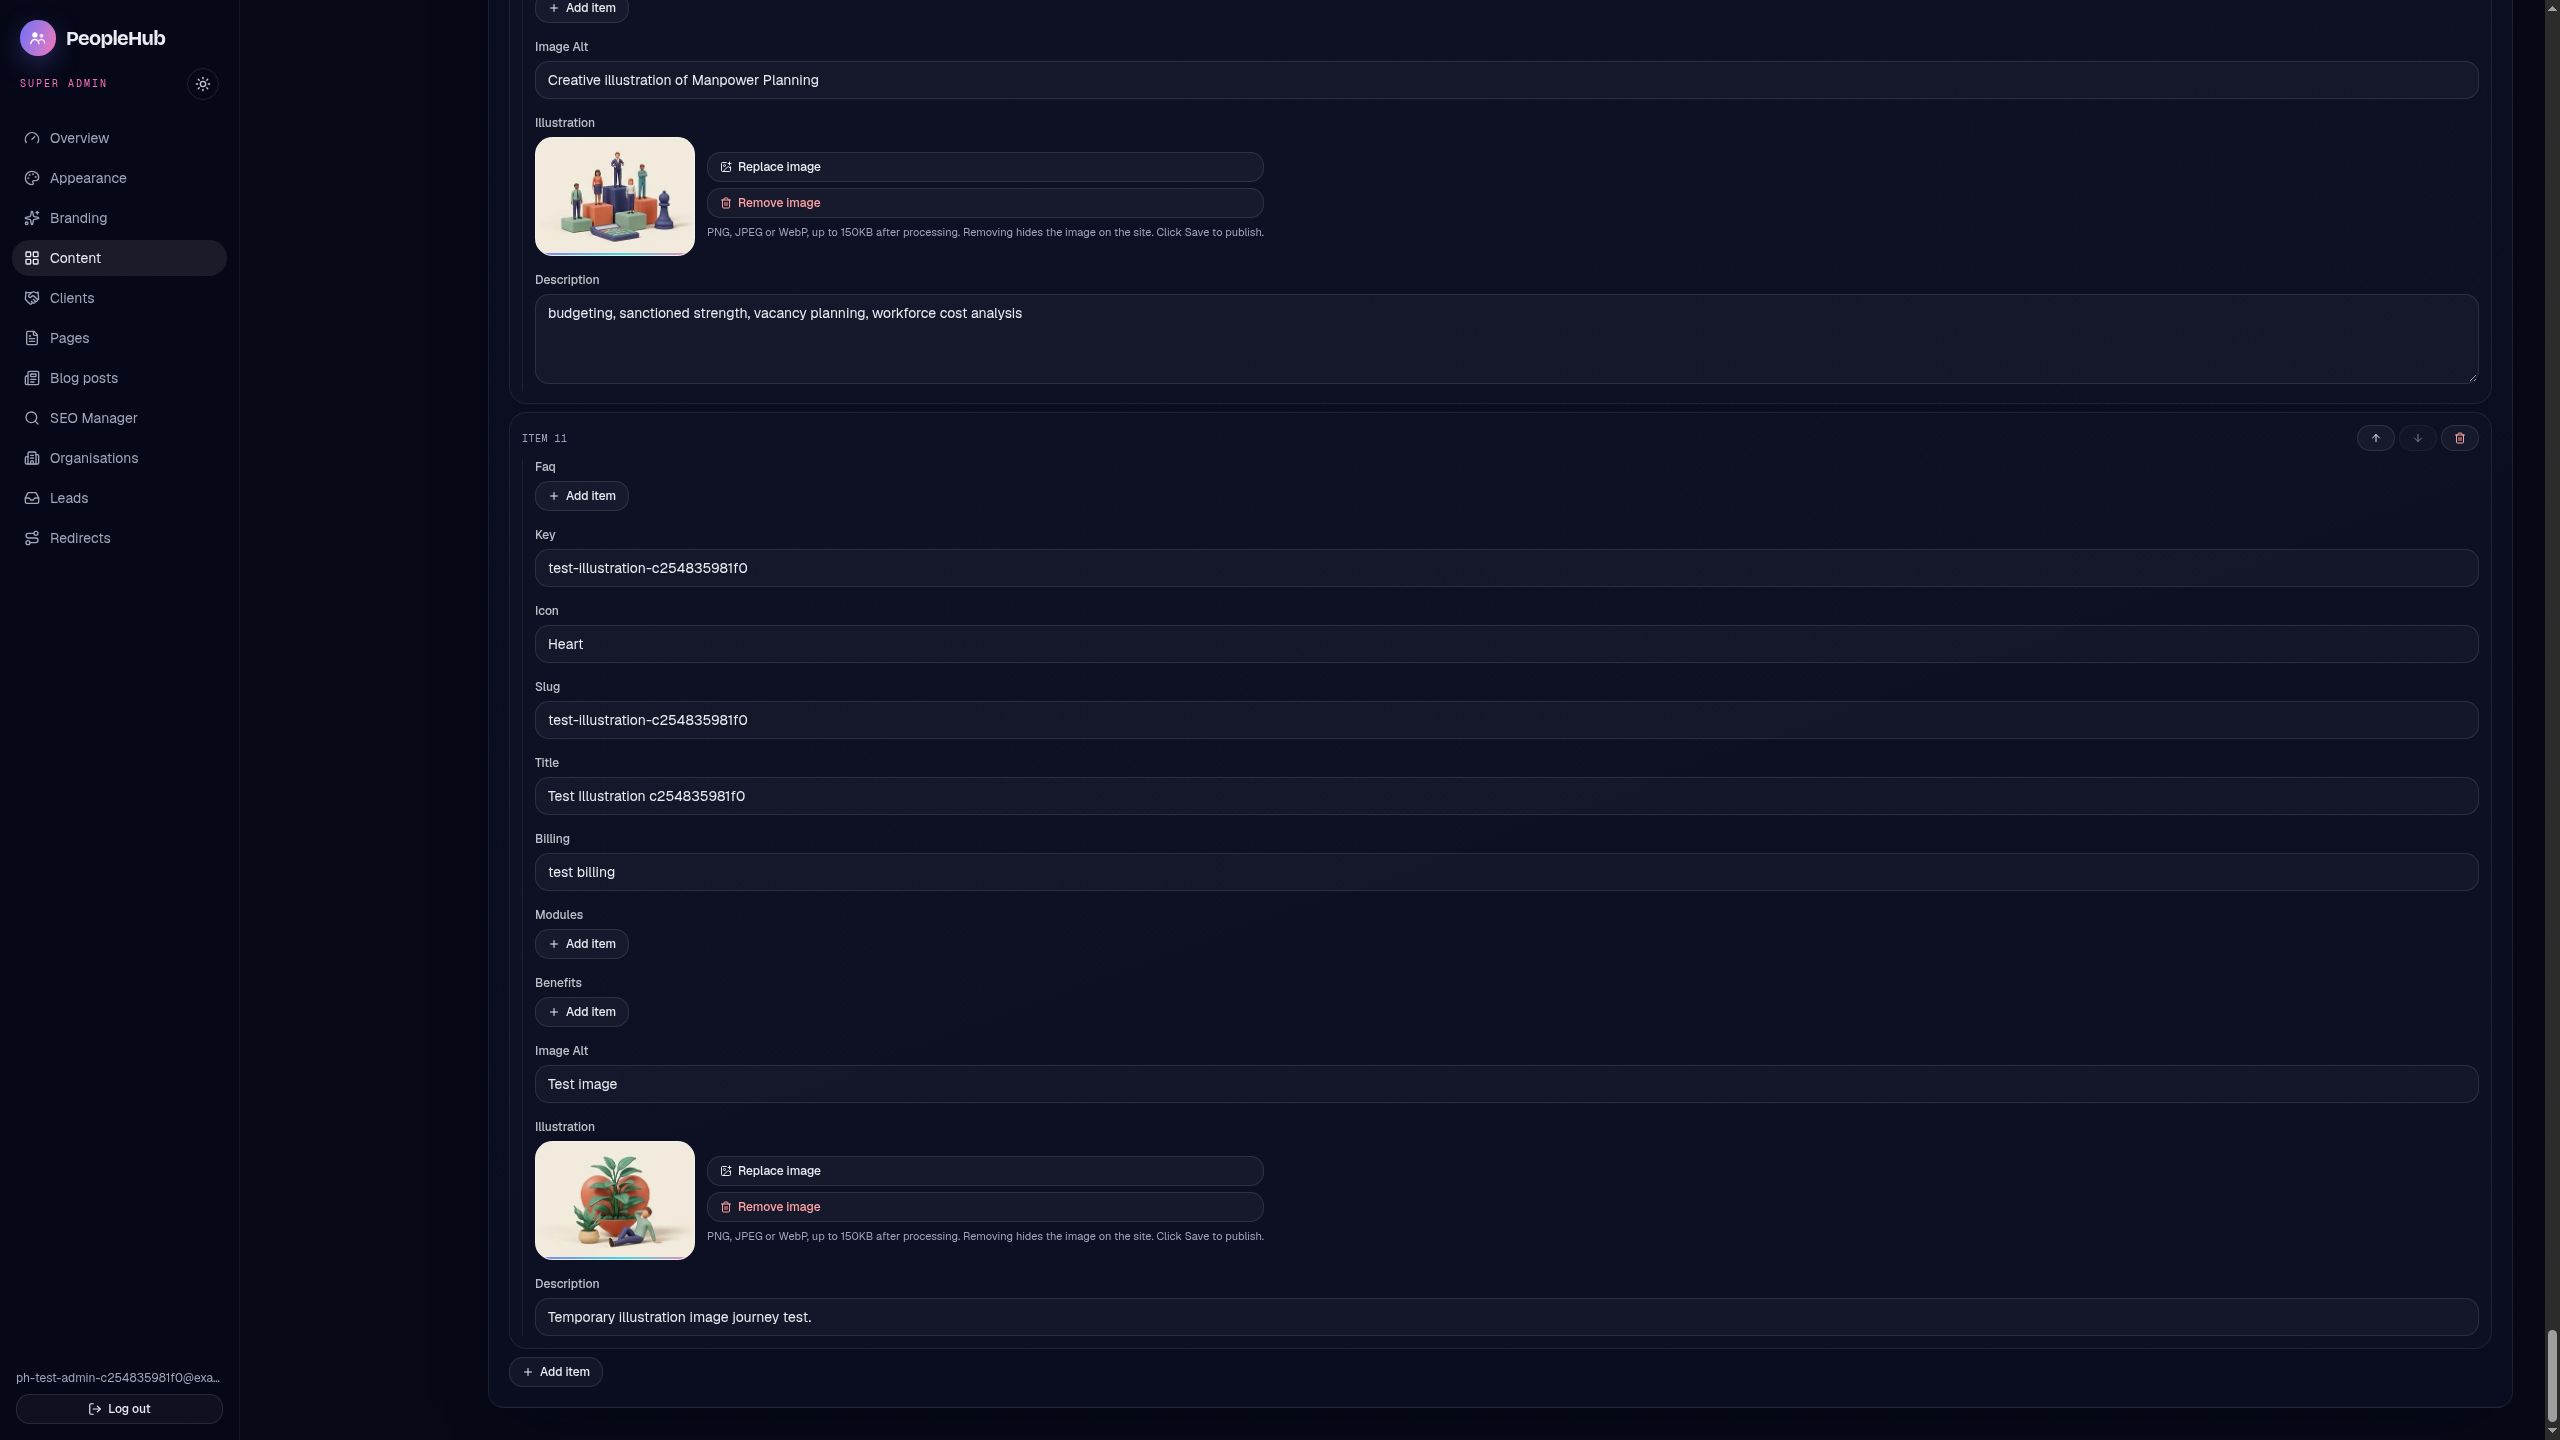 PeopleHub
SUPER ADMIN
Overview
Appearance
Branding
Content
Clients
Pages
Blog posts
SEO Manager
Organisations
Leads
Redirects
ph-test-admin-c254835981f0@exa…
Log out
Add item
Image Alt
Creative illustration of Manpower Planning
Illustration
Replace image
Remove image
PNG, JPEG or WebP, up to 150KB after processing. Removing hides the image on the site. Click Save to publish.
Description
budgeting, sanctioned strength, vacancy planning, workforce cost analysis
ITEM 11
Faq
Add item
Key
test-illustration-c254835981f0
Icon
Heart
Slug
test-illustration-c254835981f0
Title
Test Illustration c254835981f0
Billing
test billing
Modules
Add item
Benefits
Add item
Image Alt
Test image
Illustration
Replace image
Remove image
PNG, JPEG or WebP, up to 150KB after processing. Removing hides the image on the site. Click Save to publish.
Description
Temporary illustration image journey test.
Add item